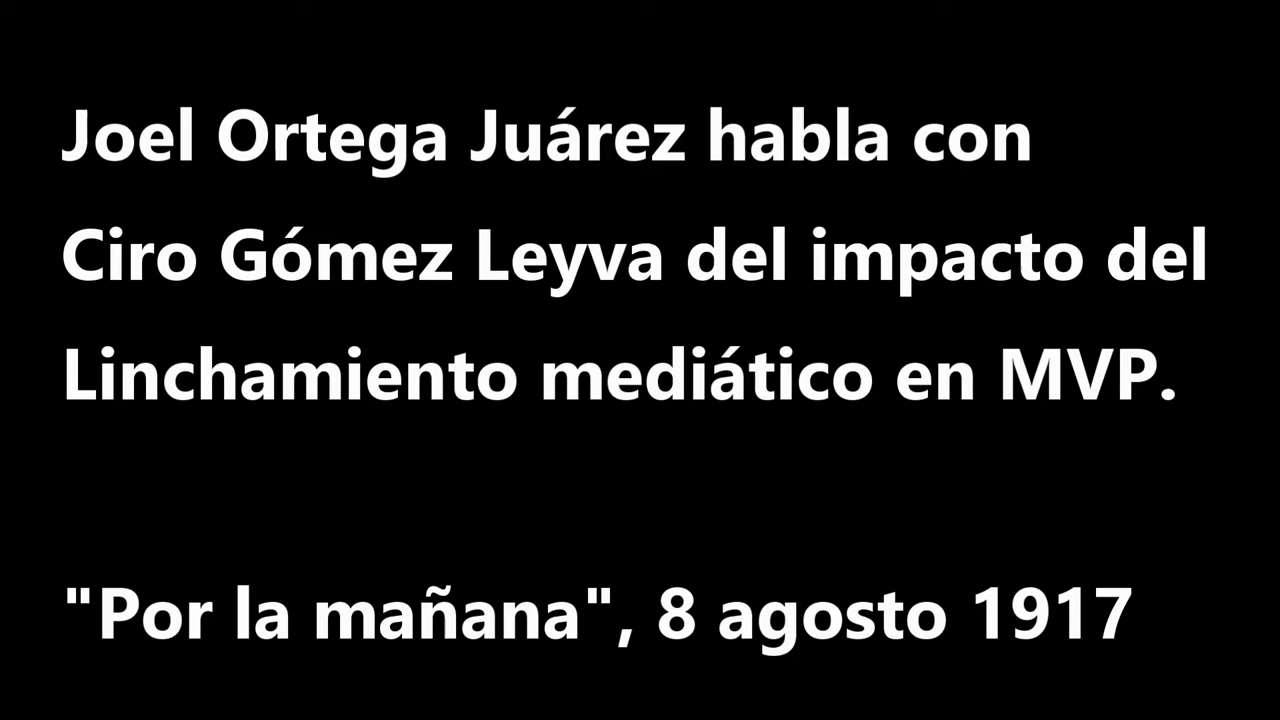 Joel Ortega Juárez habla con
Ciro Gómez Leyva del impacto del
Linchamiento mediático en MVP.
"Por la mañana", 8 agosto 1917